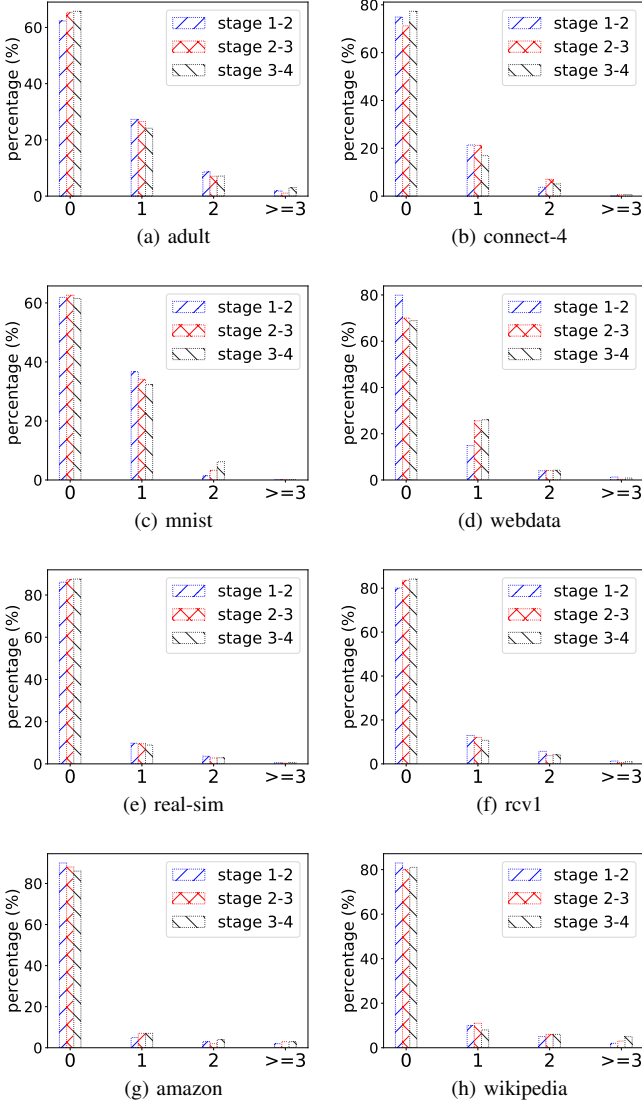 percentage (%)
60
40
20
0
stage 1-2
stage 2-3
stage 3-4
0 1 2 >=3
(a) adult
percentage (%)
80
60
40
20
0
stage 1-2
stage 2-3
stage 3-4
0 1 2 >=3
(b) connect-4
percentage (%)
60
40
20
0
stage 1-2
stage 2-3
stage 3-4
0 1 2 >=3
(c) mnist
percentage (%)
80
60
40
20
0
stage 1-2
stage 2-3
stage 3-4
0 1 2 >=3
(d) webdata
percentage (%)
80
60
40
20
0
stage 1-2
stage 2-3
stage 3-4
0 1 2 >=3
(e) real-sim
percentage (%)
80
60
40
20
0
stage 1-2
stage 2-3
stage 3-4
0 1 2 >=3
(f) rcv1
percentage (%)
80
60
40
20
0
stage 1-2
stage 2-3
stage 3-4
0 1 2 >=3
(g) amazon
percentage (%)
80
60
40
20
0
stage 1-2
stage 2-3
stage 3-4
0 1 2 >=3
(h) wikipedia